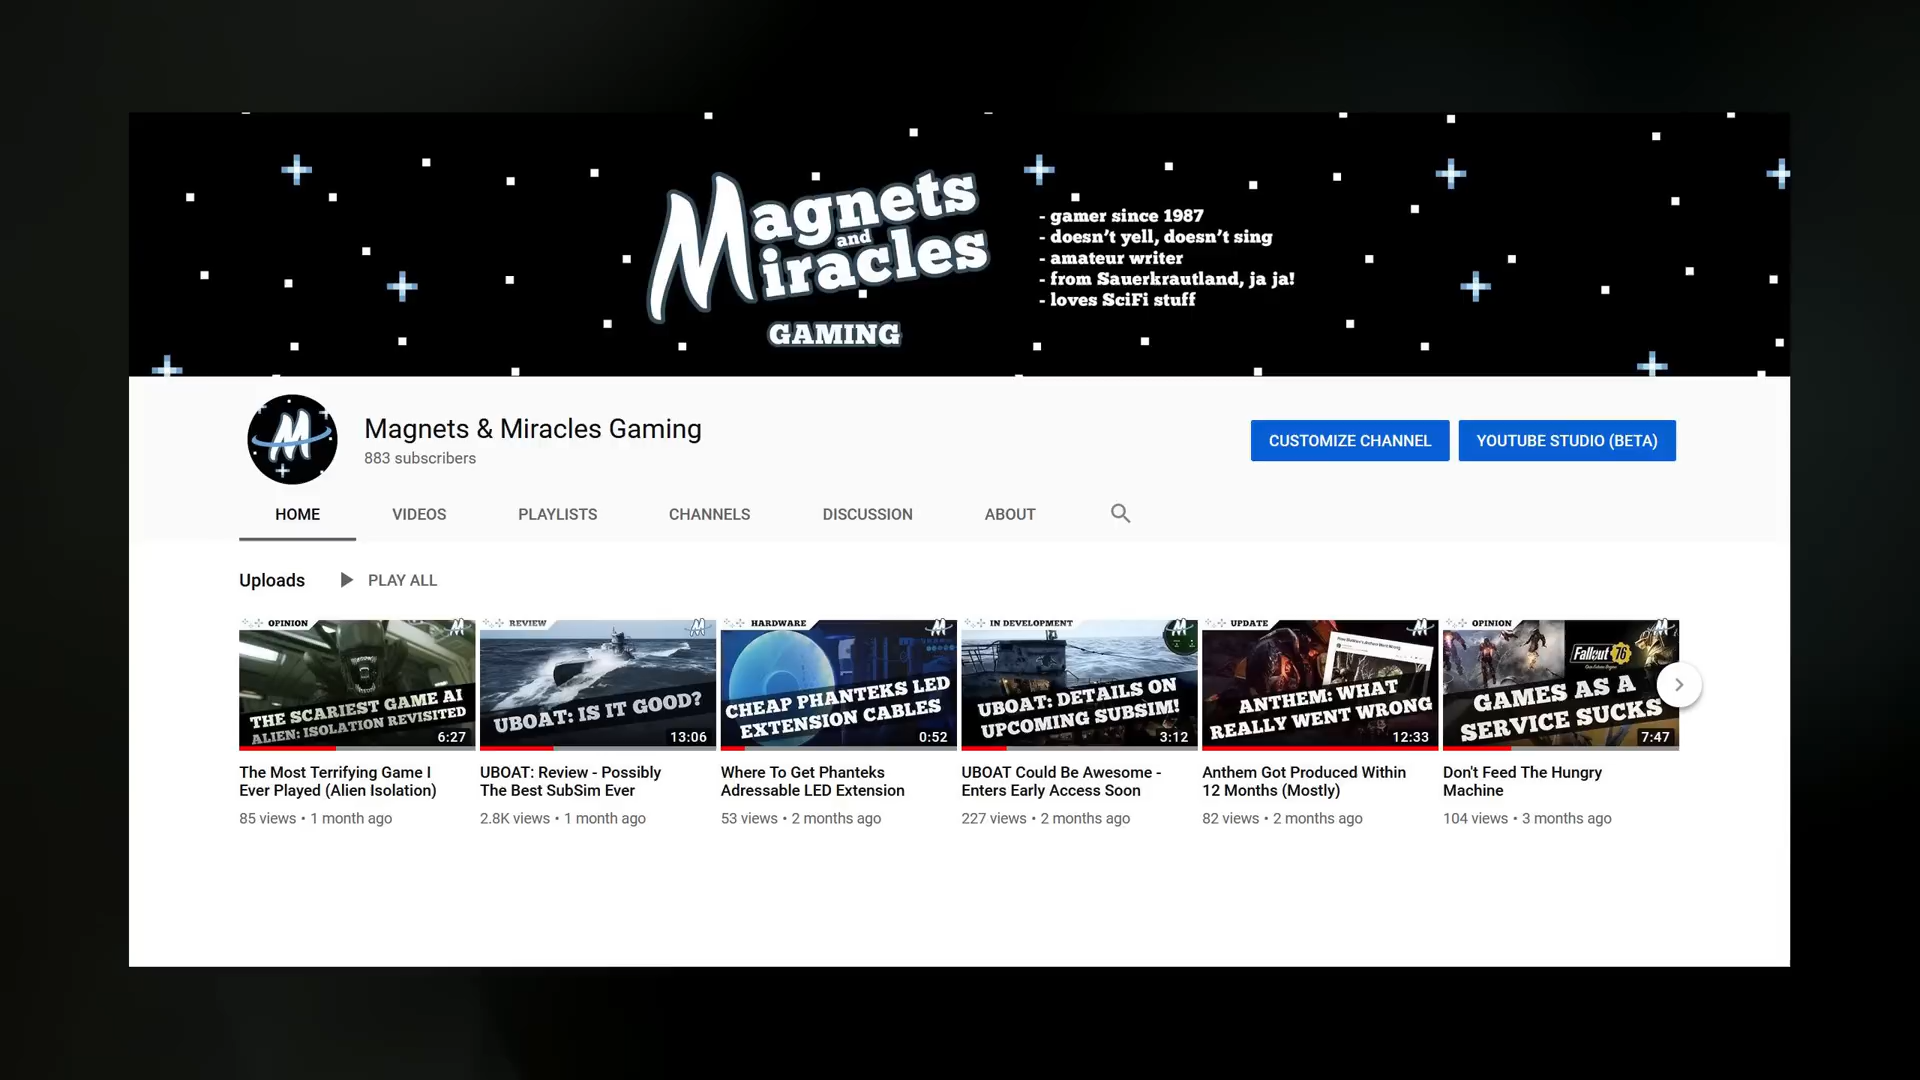 Magnets
and
Miracles
GAMING
- gamer since 1987
- doesn't yell, doesn't sing
- amateur writer
- from Sauerkrautland, ja ja!
- loves SciFi stuff
M
Magnets & Miracles Gaming
883 subscribers
CUSTOMIZE CHANNEL
YOUTUBE STUDIO (BETA)
HOME VIDEOS PLAYLISTS CHANNELS DISCUSSION ABOUT
Uploads PLAY ALL
OPINION
THE SCARIEST GAME AI
ALIEN: ISOLATION REVISITED
6:27
The Most Terrifying Game I
Ever Played (Alien Isolation)
85 views • 1 month ago
REVIEW
UBOAT: IS IT GOOD?
13:06
UBOAT: Review - Possibly
The Best SubSim Ever
2.8K views • 1 month ago
HARDWARE
CHEAP PHANTEKS LED
EXTENSION CABLES
0:52
Where To Get Phanteks
Adressable LED Extension
53 views • 2 months ago
IN DEVELOPMENT
UBOAT: DETAILS ON
UPCOMING SUBSIM!
3:12
UBOAT Could Be Awesome -
Enters Early Access Soon
227 views • 2 months ago
UPDATE
ANTHEM: WHAT
REALLY WENT WRONG
12:33
Anthem Got Produced Within
12 Months (Mostly)
82 views • 2 months ago
OPINION
Fallout 76
GAMES AS A
SERVICE SUCKS
7:47
Don't Feed The Hungry
Machine
104 views • 3 months ago